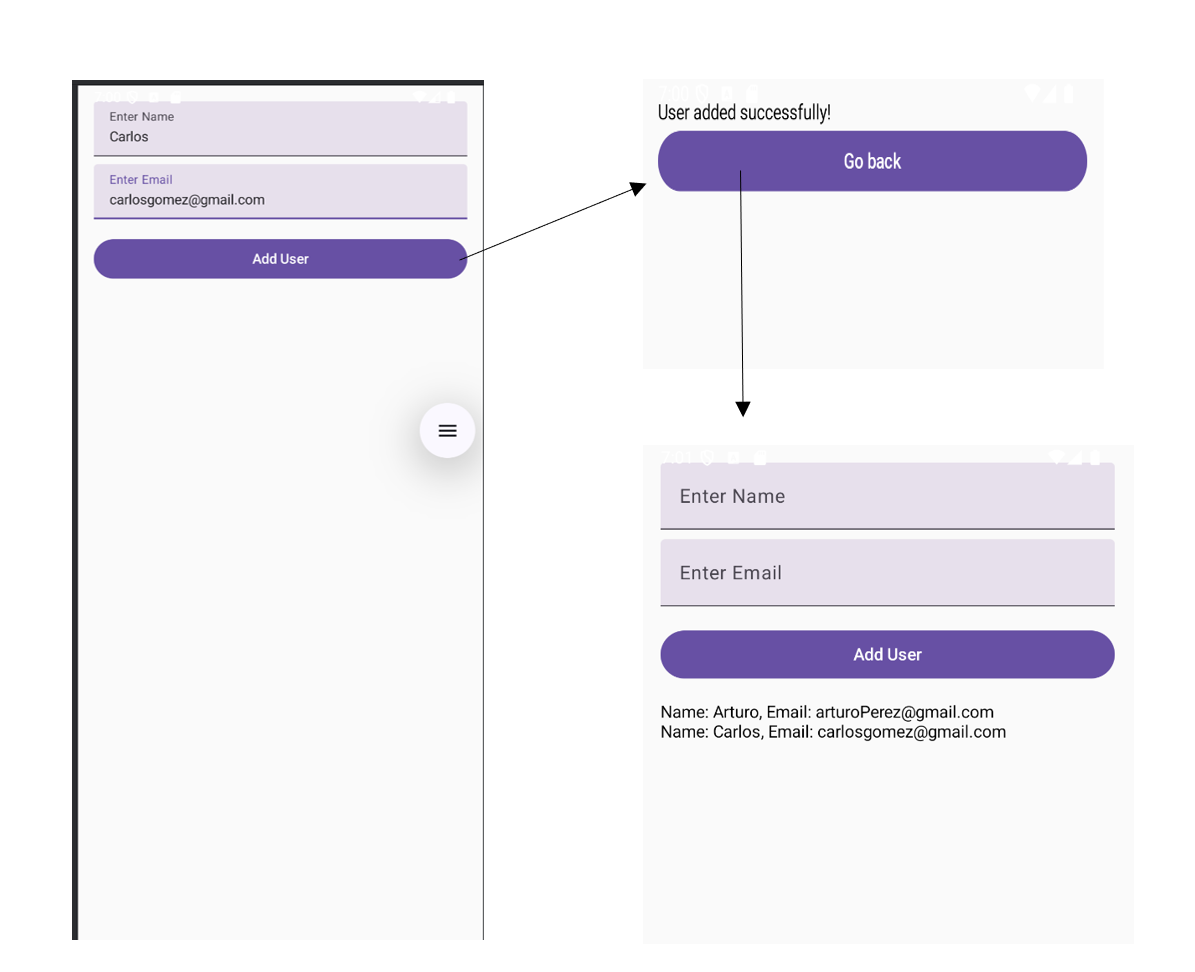 Enter Name
Carlos
Enter Email
carlosgomez@gmail.com
Add User
7:00
User added successfully!
Go back
7:01
Enter Name
Enter Email
Add User
Name: Arturo, Email: arturoPerez@gmail.com
Name: Carlos, Email: carlosgomez@gmail.com